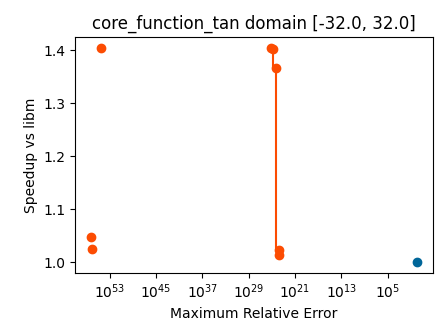 core_function_tan domain [-32.0, 32.0]
Speedup vs libm
1.4
1.3
1.2
1.1
1.0
10^53 10^45 10^37 10^29 10^21 10^13 10^5
Maximum Relative Error